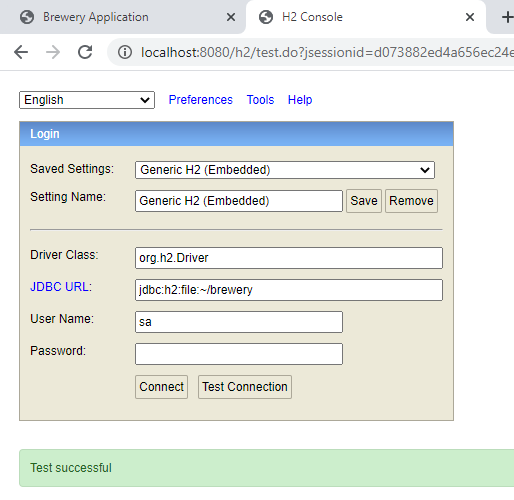 Brewery Application
H2 Console
localhost:8080/h2/test.do?jsessionid=d073882ed4a656ec24e
English Preferences Tools Help
Login
Saved Settings: Generic H2 (Embedded)
Setting Name: Generic H2 (Embedded) Save Remove
Driver Class: org.h2.Driver
JDBC URL: jdbc:h2:file:~/brewery
User Name: sa
Password:
Connect Test Connection
Test successful